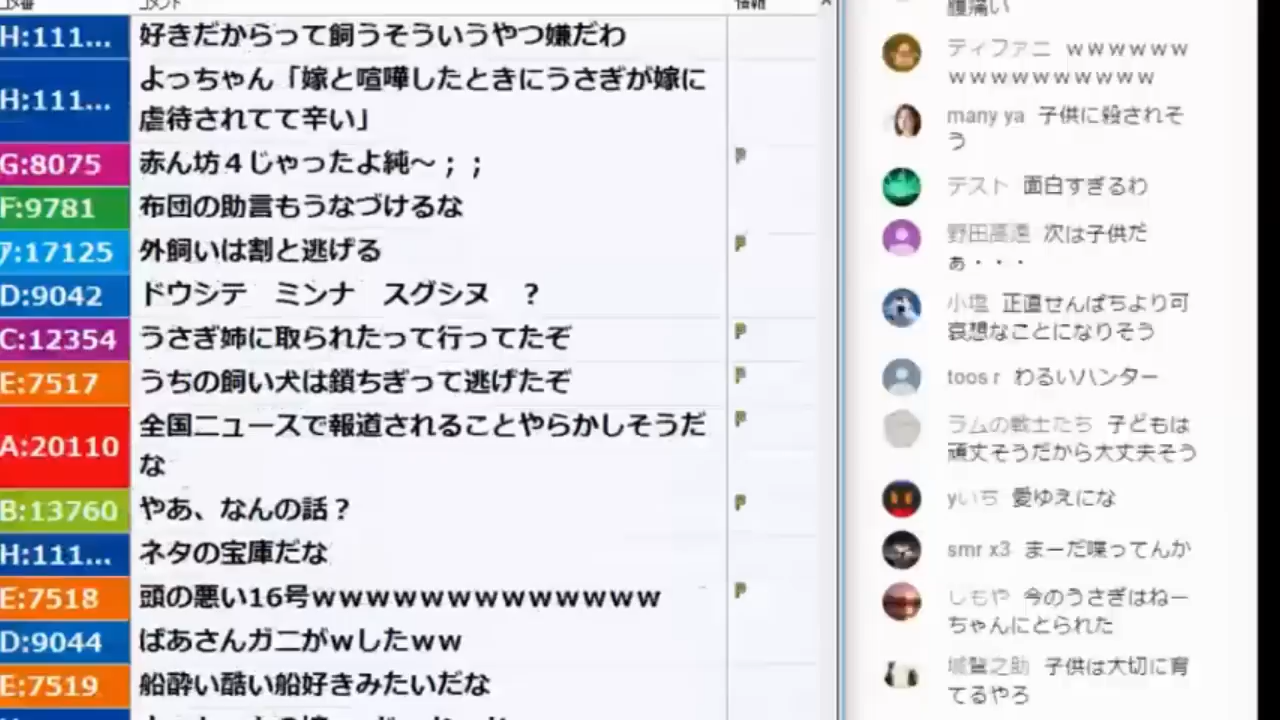 コメント
情報
H:111... 好きだからって飼うそういうやつ嫌だわ
H:111... よっちゃん「嫁と喧嘩したときにうさぎが嫁に
虐待されてて辛い」
G:8075 赤ん坊４じゃったよ純～；；
F:9781 布団の助言もうなづけるな
7:17125 外飼いは割と逃げる
D:9042 ドウシテ　ミンナ　スグシヌ　？
C:12354 うさぎ姉に取られたって行ってたぞ
E:7517 うちの飼い犬は鎖ちぎって逃げたぞ
A:20110 全国ニュースで報道されることやらかしそうだ
な
B:13760 やあ、なんの話？
H:111... ネタの宝庫だな
E:7518 頭の悪い16号ｗｗｗｗｗｗｗｗｗｗｗｗｗ
D:9044 ばあさんガニがｗしたｗｗ
E:7519 船酔い酷い船好きみたいだな
腹痛い
ティファニ ｗｗｗｗｗｗ
ｗｗｗｗｗｗｗｗｗｗ
many ya 子供に殺されそ
う
テスト 面白すぎるわ
野田高遠 次は子供だ
ぁ・・・
小塩 正直せんぱちより可
哀想なことになりそう
toos r わるいハンター
ラムの戦士たち 子どもは
頑丈そうだから大丈夫そう
yいち 愛ゆえにな
smr x3 まーだ喋ってんか
しもや 今のうさぎはねー
ちゃんにとられた
子供は大切に育
てるやろ